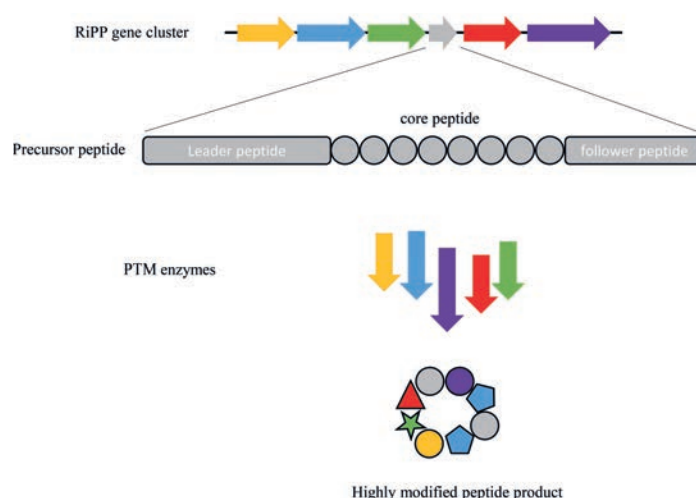 RiPP gene cluster
core peptide
Precursor peptide
Leader peptide
follower peptide
PTM enzymes
Highly modified peptide product